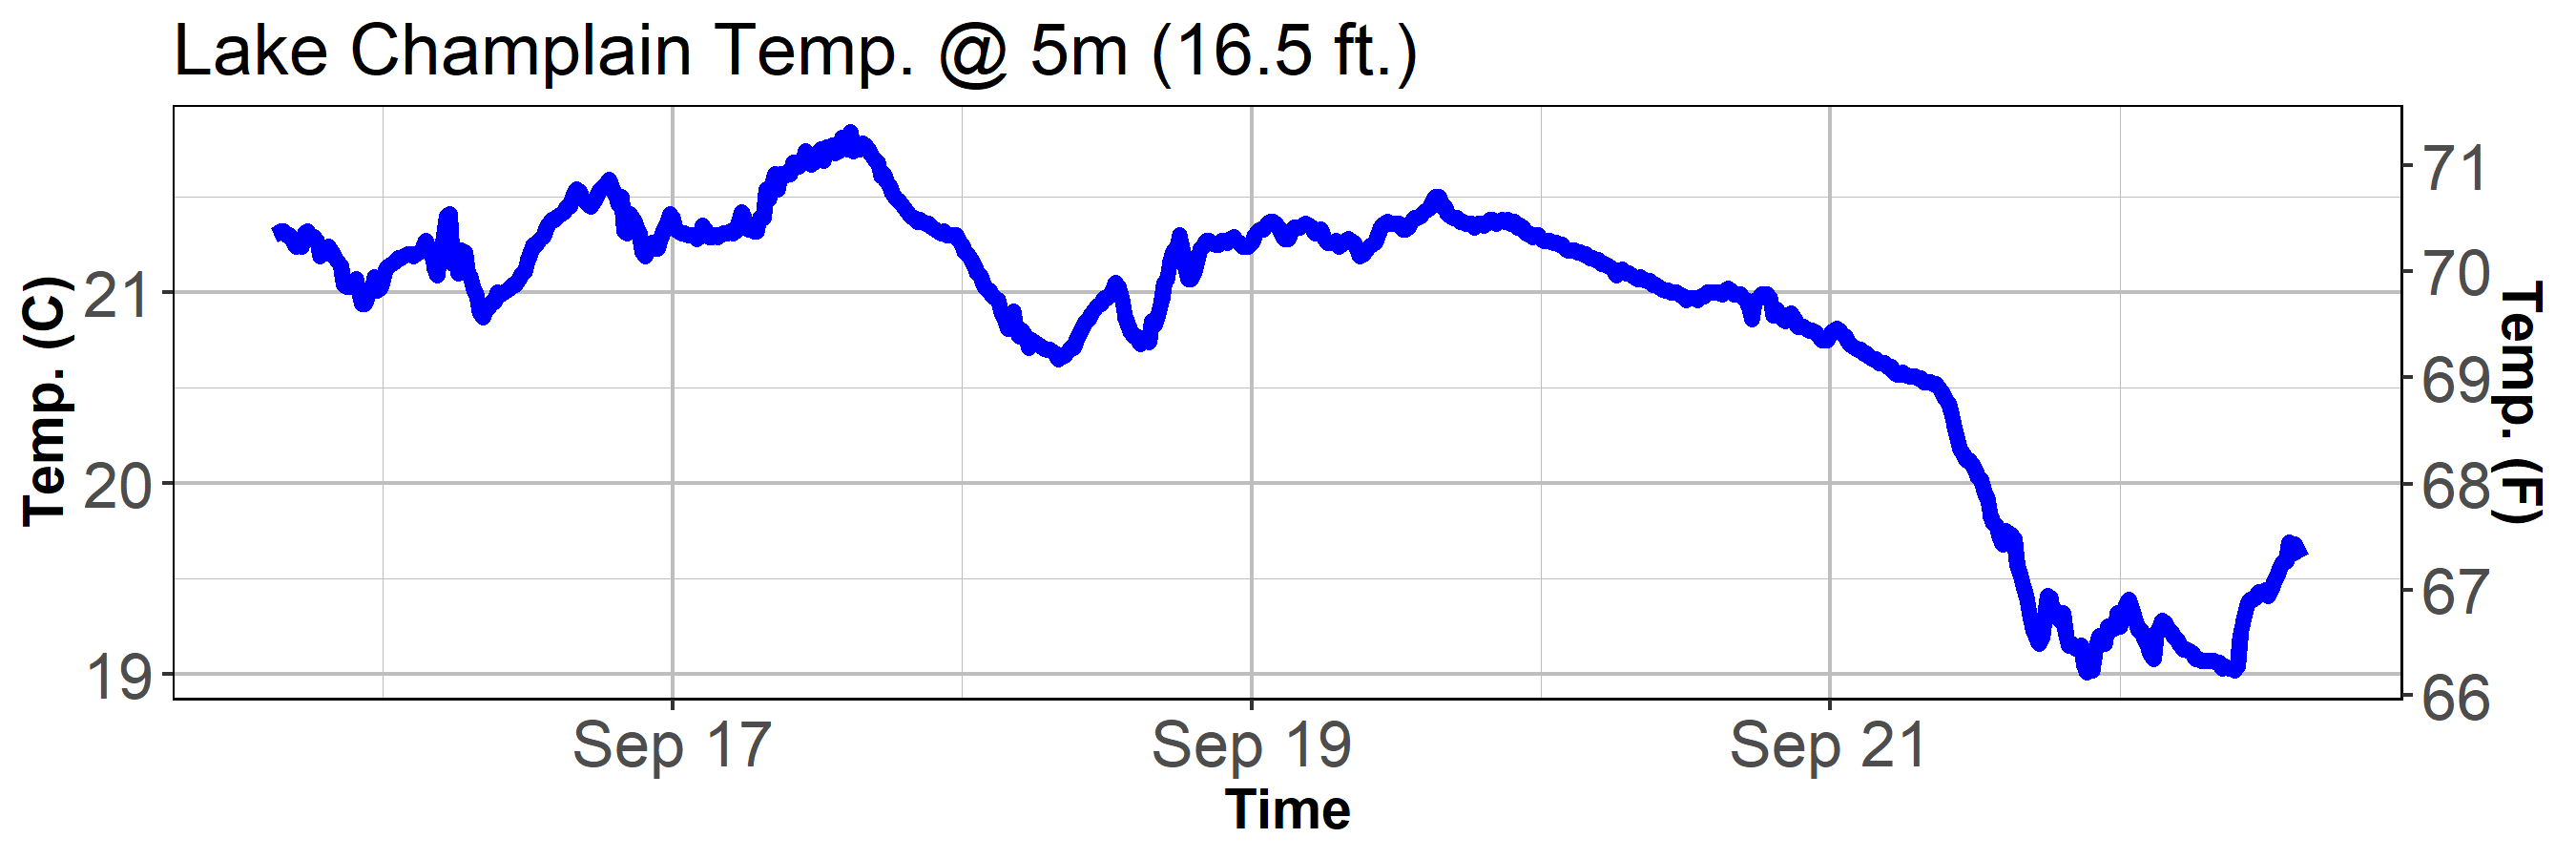 Lake Champlain Temp. @ 5m (16.5 ft.)
Temp. (C)
21
20
19
71
70
69
68
67
66
Temp. (F)
Sep 17 Sep 19 Sep 21
Time